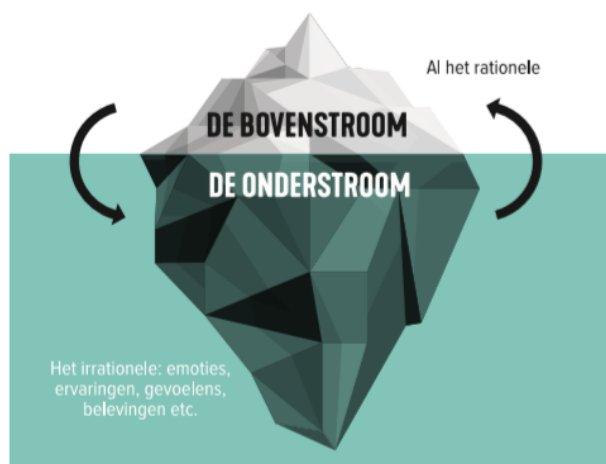 Al het rationele
DE BOVENSTROOM
DE ONDERSTROOM
Het irrationele: emoties,
ervaringen, gevoelens,
belevingen etc.